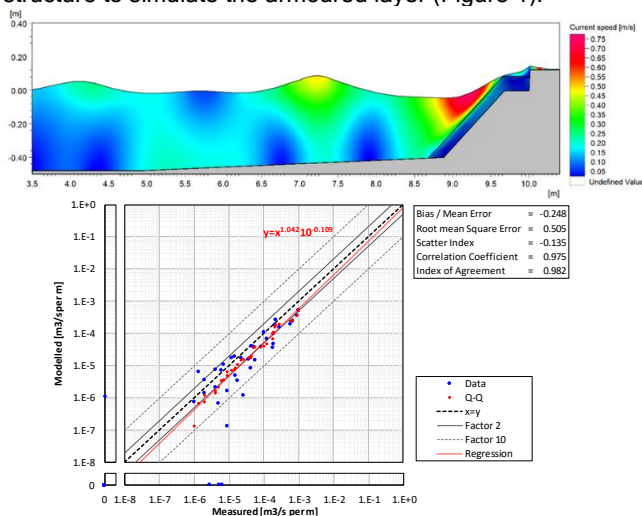 structure to simulate the armoured layer (Figure 1).
[m]
0.40
0.20
0.00
-0.20
-0.40
3.5 4.0 4.5 5.0 5.5 6.0 6.5 7.0 7.5 8.0 8.5 9.0 9.5 10.0
[m]
Current speed [m/s]
0.75
0.70
0.65
0.60
0.55
0.50
0.45
0.40
0.35
0.30
0.25
0.20
0.15
0.10
0.05
Undefined Value
1.E+0
1.E-1
1.E-2
1.E-3
1.E-4
1.E-5
1.E-6
1.E-7
1.E-8
0
Modelled [m3/s per m]
y=x^1.042 10^-0.109
0 1.E-8 1.E-7 1.E-6 1.E-5 1.E-4 1.E-3 1.E-2 1.E-1 1.E+0
Measured [m3/s per m]
Bias / Mean Error = -0.248
Root mean Square Error = 0.505
Scatter Index = -0.135
Correlation Coefficient = 0.975
Index of Agreement = 0.982
Data
Q-Q
x=y
Factor 2
Factor 10
Regression